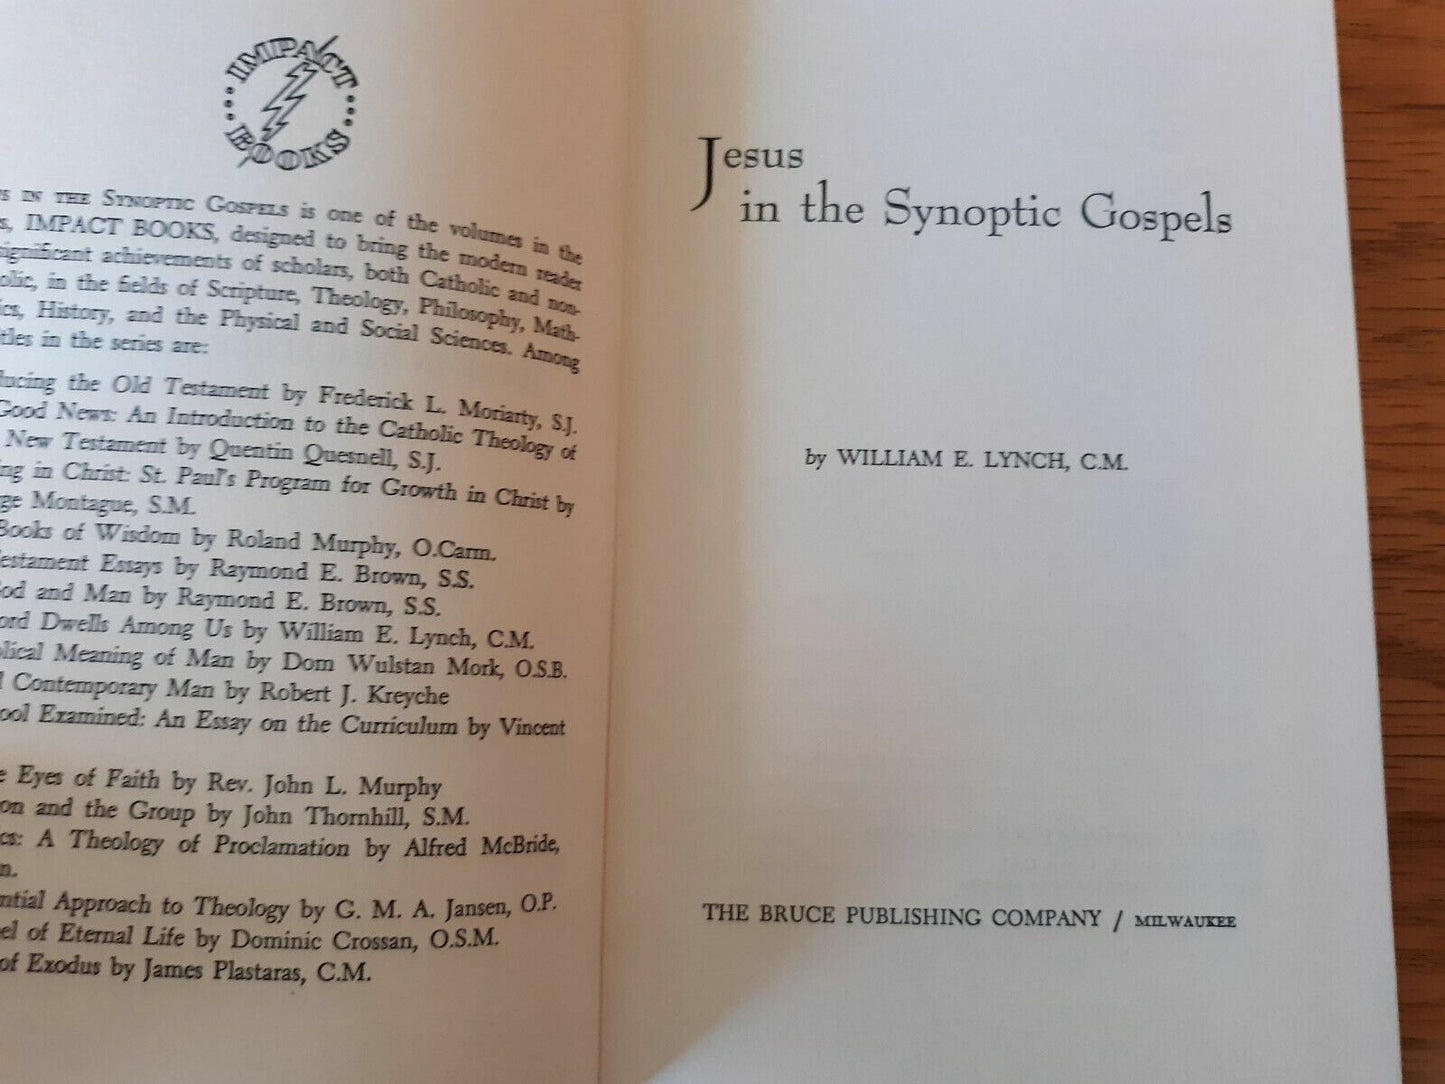 IMPACT
BOOKS
IN THE SYNOPTIC GOSPELS is one of the volumes in the
IMPACT BOOKS, designed to bring the modern reader
significant achievements of scholars, both Catholic and non-
olic, in the fields of Scripture, Theology, Philosophy, Math-
ics, History, and the Physical and Social Sciences. Among
tles in the series are:
ducing the Old Testament by Frederick L. Moriarty, S.J.
Good News: An Introduction to the Catholic Theology of
New Testament by Quentin Quesnell, S.J.
ing in Christ: St. Paul's Program for Growth in Christ by
ge Montague, S.M.
Books of Wisdom by Roland Murphy, O.Carm.
Testament Essays by Raymond E. Brown, S.S.
od and Man by Raymond E. Brown, S.S.
ord Dwells Among Us by William E. Lynch, C.M.
lical Meaning of Man by Dom Wulstan Mork, O.S.B.
Contemporary Man by Robert J. Kreyche
ool Examined: An Essay on the Curriculum by Vincent
Eyes of Faith by Rev. John L. Murphy
on and the Group by John Thornhill, S.M.
cs: A Theology of Proclamation by Alfred McBride,
n.
ntial Approach to Theology by G. M. A. Jansen, O.P.
el of Eternal Life by Dominic Crossan, O.S.M.
of Exodus by James Plastaras, C.M.
Jesus
in the Synoptic Gospels
by WILLIAM E. LYNCH, C.M.
THE BRUCE PUBLISHING COMPANY / MILWAUKEE